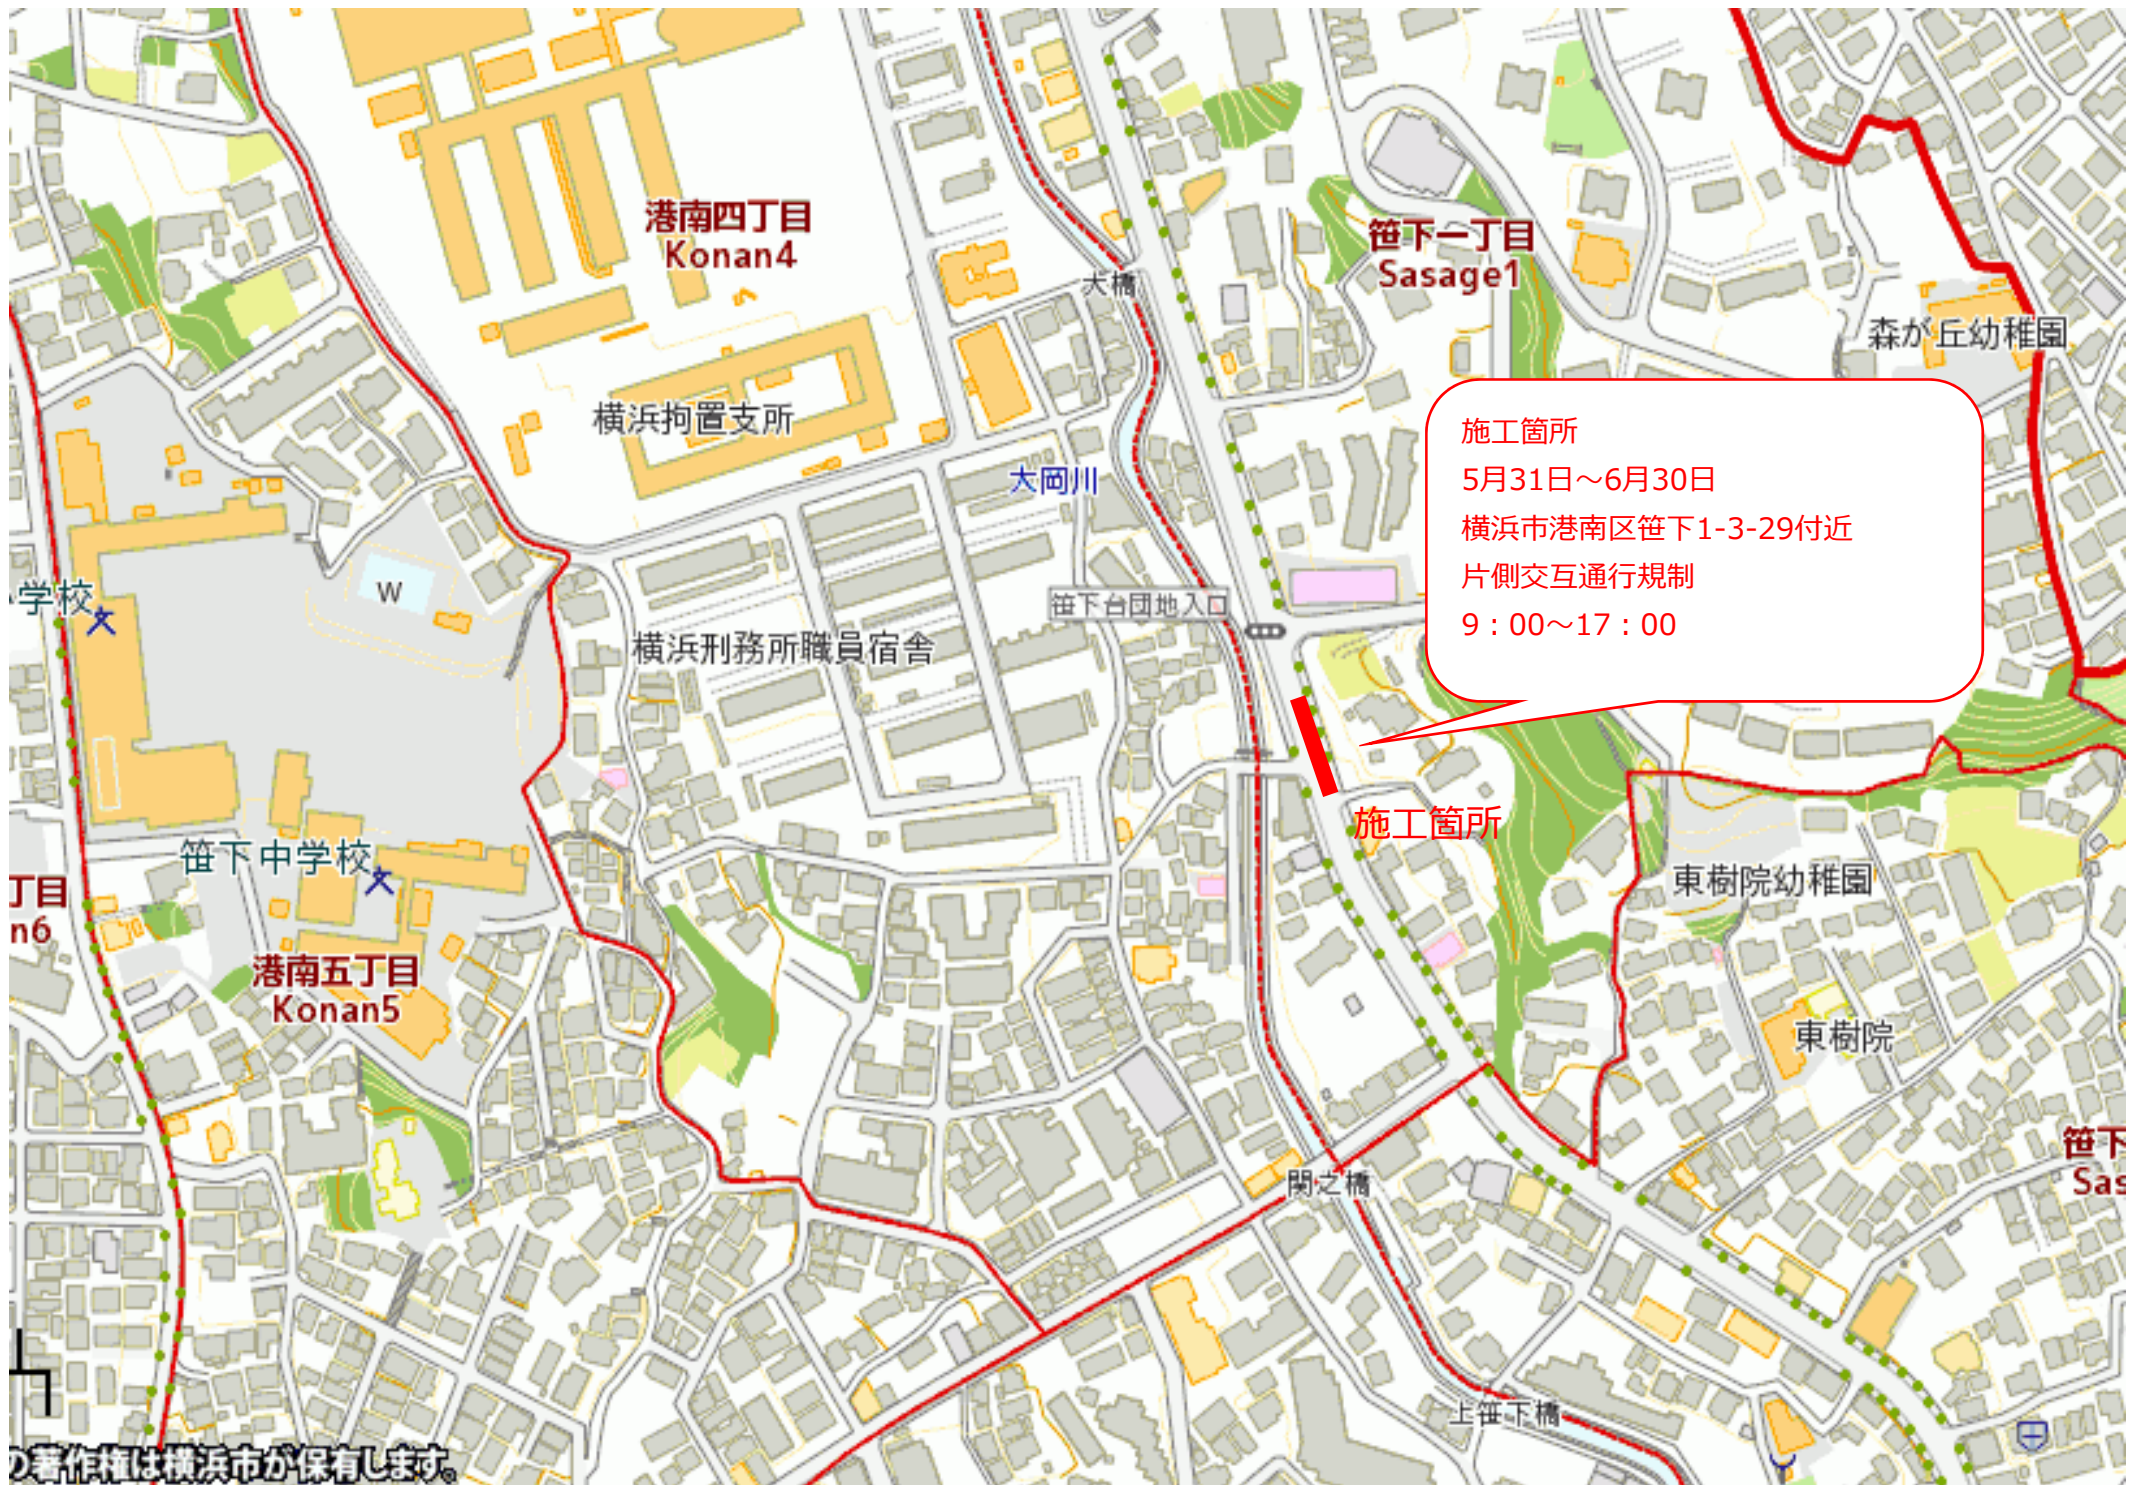 港南四丁目
Konan4
笹下一丁目
Sasage1
大橋
森が丘幼稚園
横浜拘置支所
大岡川
施工箇所
5月31日～6月30日
横浜市港南区笹下1-3-29付近
片側交互通行規制
9：00～17：00
学校
W
笹下台団地入口
横浜刑務所職員宿舎
施工箇所
笹下中学校
東樹院幼稚園
丁目
n6
港南五丁目
Konan5
東樹院
笹下
Sas
関之橋
上笹下橋
の著作権は横浜市が保有します。